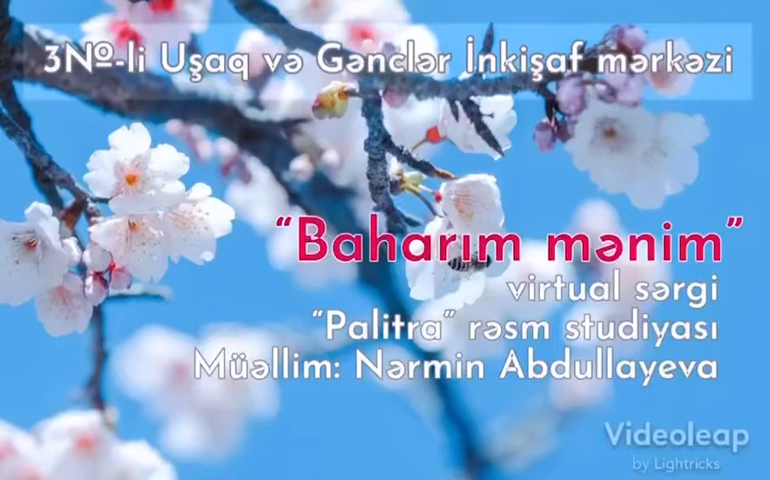 3№-li Uşaq və Gənclər İnkişaf mərkəzi
“Baharım mənim”
virtual sərgi
“Palitra” rəsm studiyası
Müəllim: Nərmin Abdullayeva
Videoleap
by Lightricks